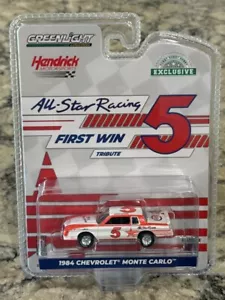 GREENLIGHT
Hendrick
EXCLUSIVE
All-Star Racing
5
FIRST WIN
TRIBUTE
5
1984 CHEVROLET MONTE CARLO